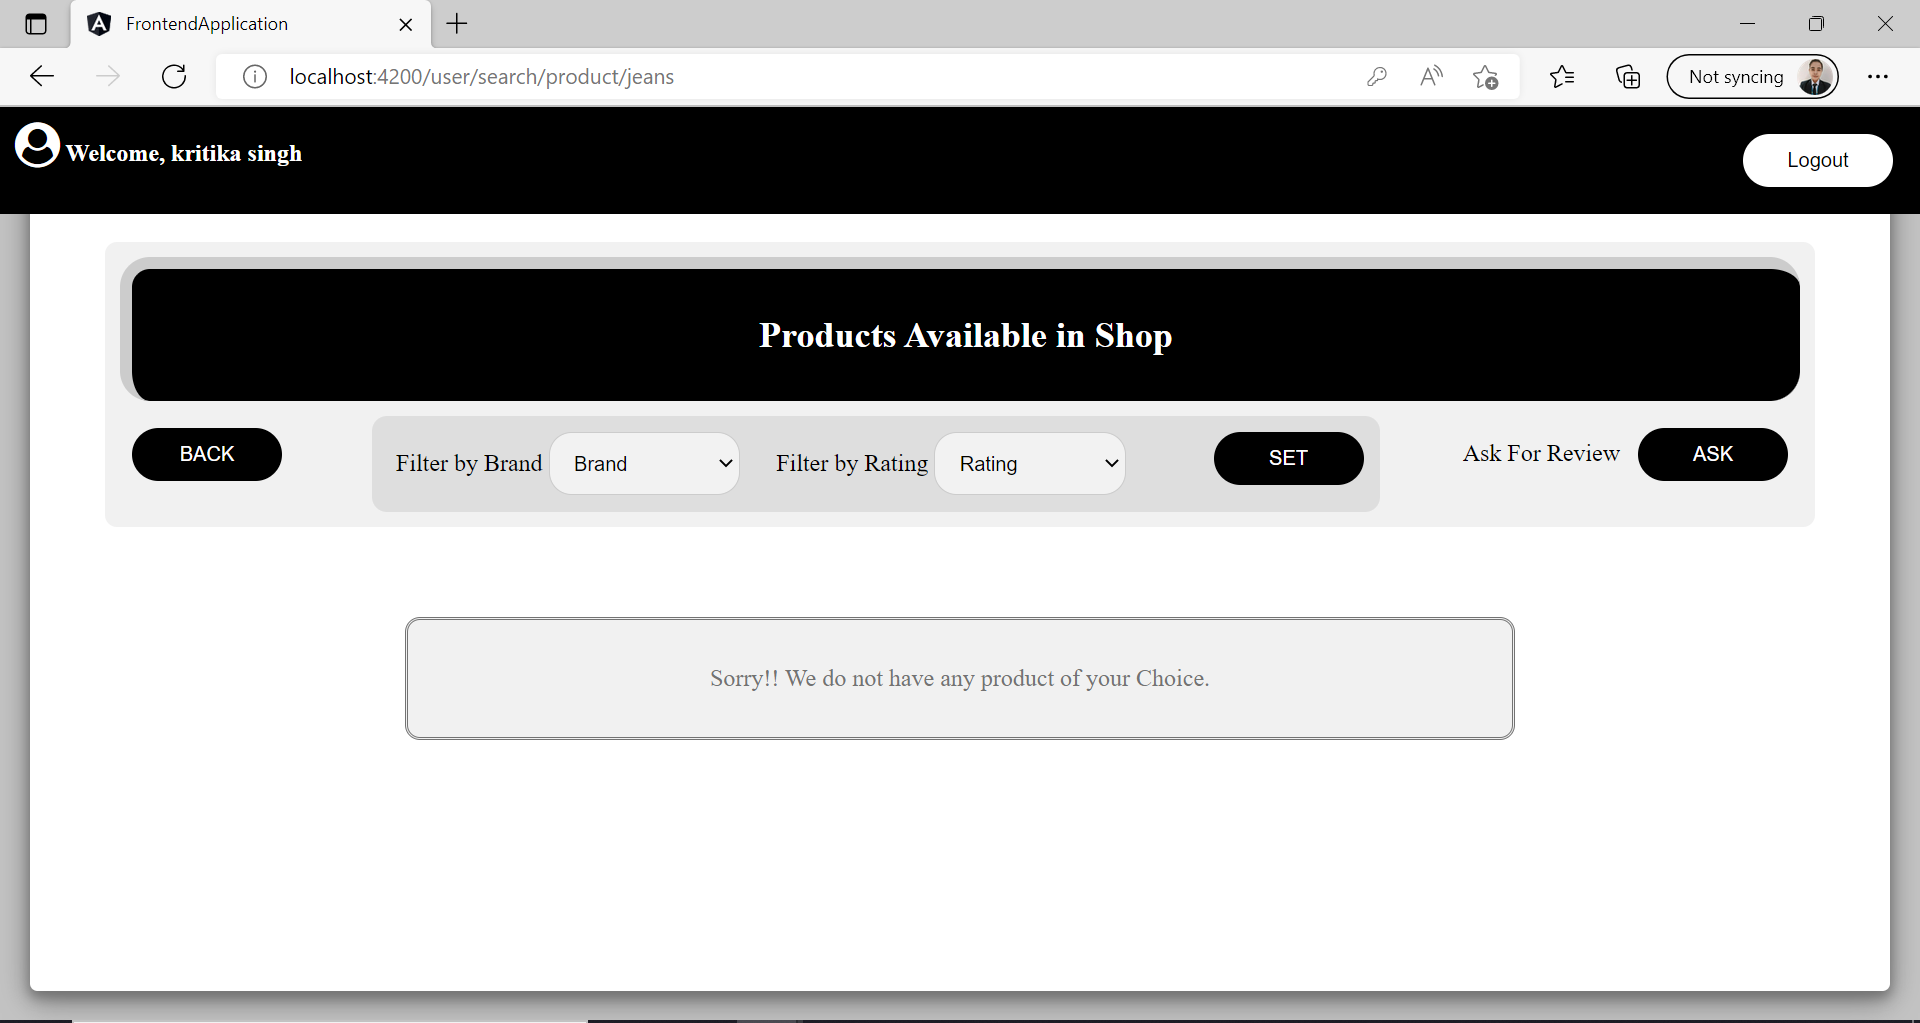 FrontendApplication
localhost:4200/user/search/product/jeans
Not syncing
Welcome, kritika singh
Logout
Products Available in Shop
BACK
Filter by Brand
Brand
Filter by Rating
Rating
SET
Ask For Review
ASK
Sorry!! We do not have any product of your Choice.